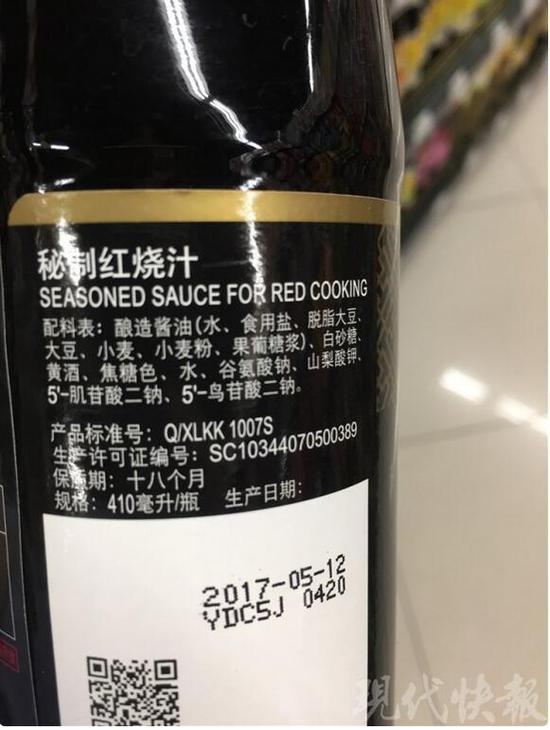 秘制红烧汁
SEASONED SAUCE FOR RED COOKING
配料表：酿造酱油（水、食用盐、脱脂大豆、
大豆、小麦、小麦粉、果葡糖浆）、白砂糖、
黄酒、焦糖色、水、谷氨酸钠、山梨酸钾、
5'-肌苷酸二钠、5'-鸟苷酸二钠。
产品标准号：Q/XLKK 1007S
生产许可证编号：SC10344070500389
保质期：十八个月
规格：410毫升/瓶 生产日期：
2017-05-12
YDC5J 0420
现代快報